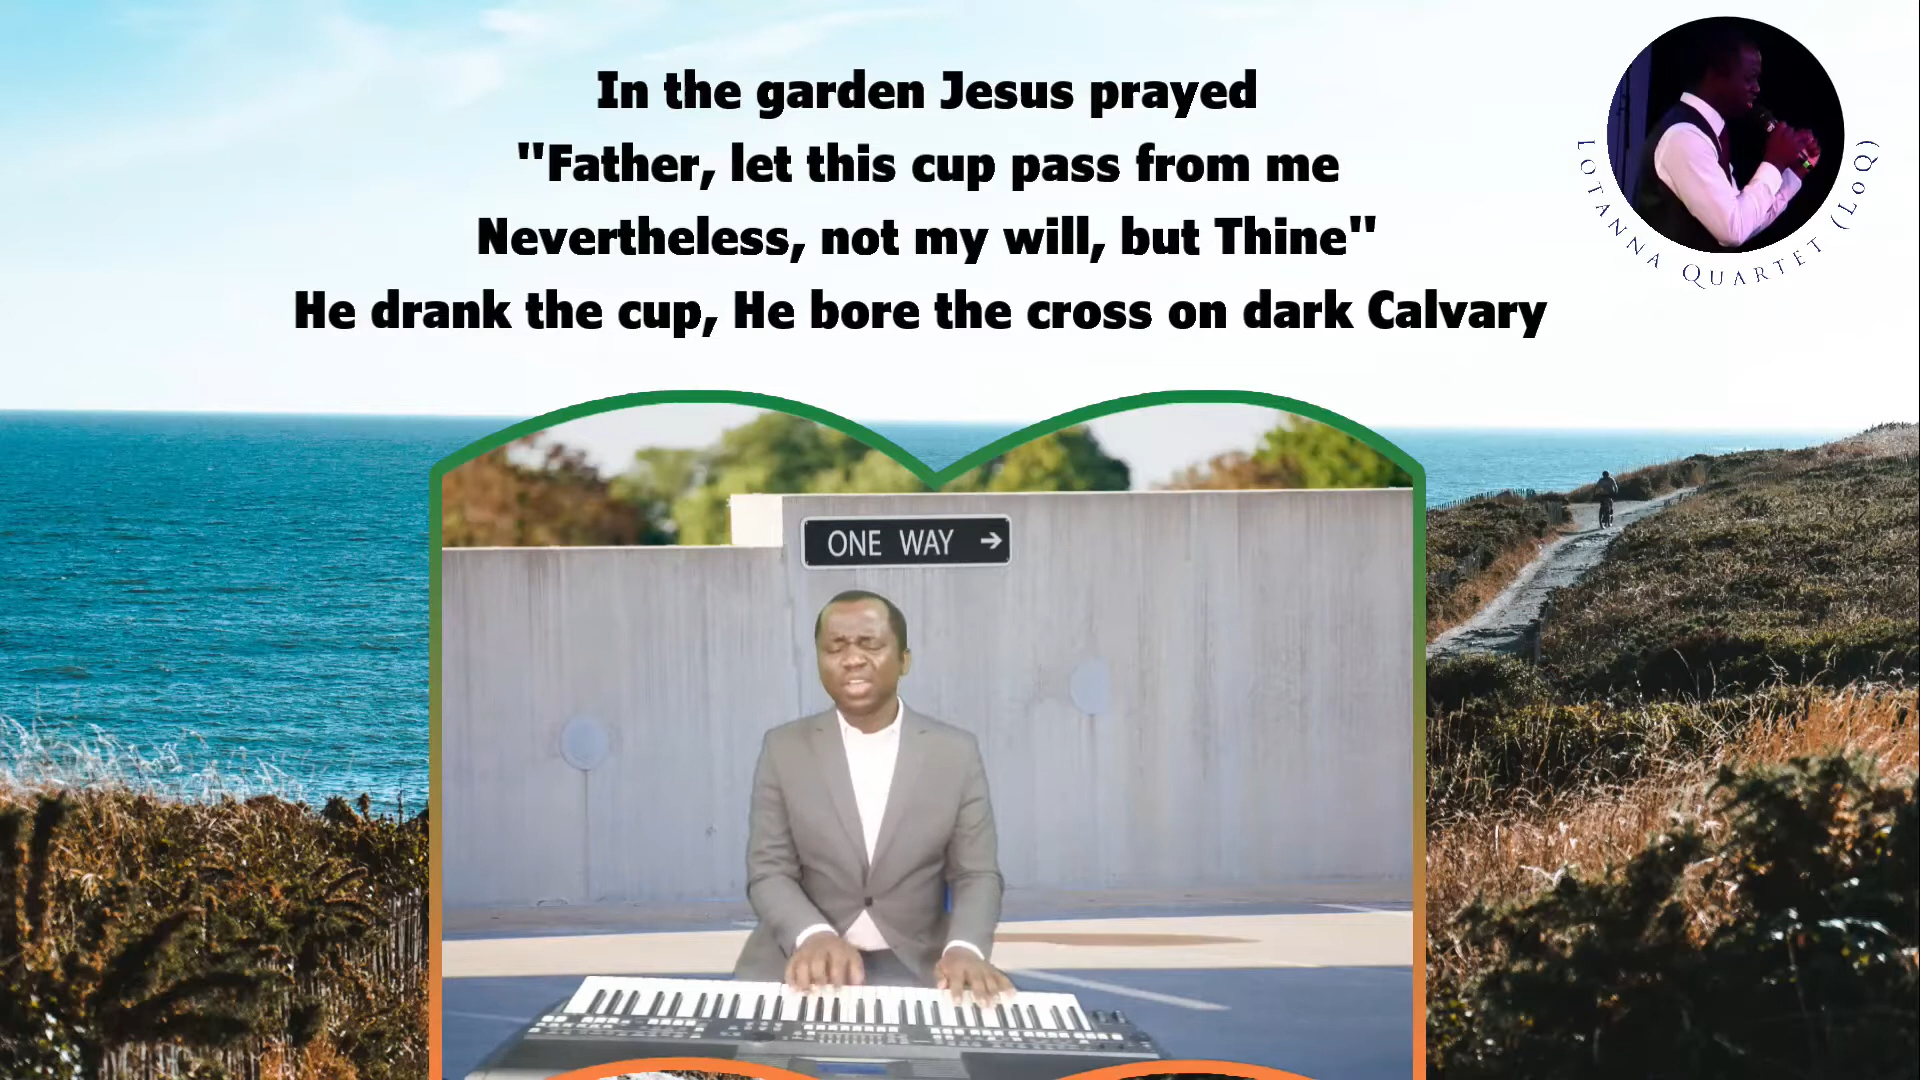 In the garden Jesus prayed
"Father, let this cup pass from me
Nevertheless, not my will, but Thine"
He drank the cup, He bore the cross on dark Calvary
LOTANNA QUARTET (LOQ)
ONE WAY →